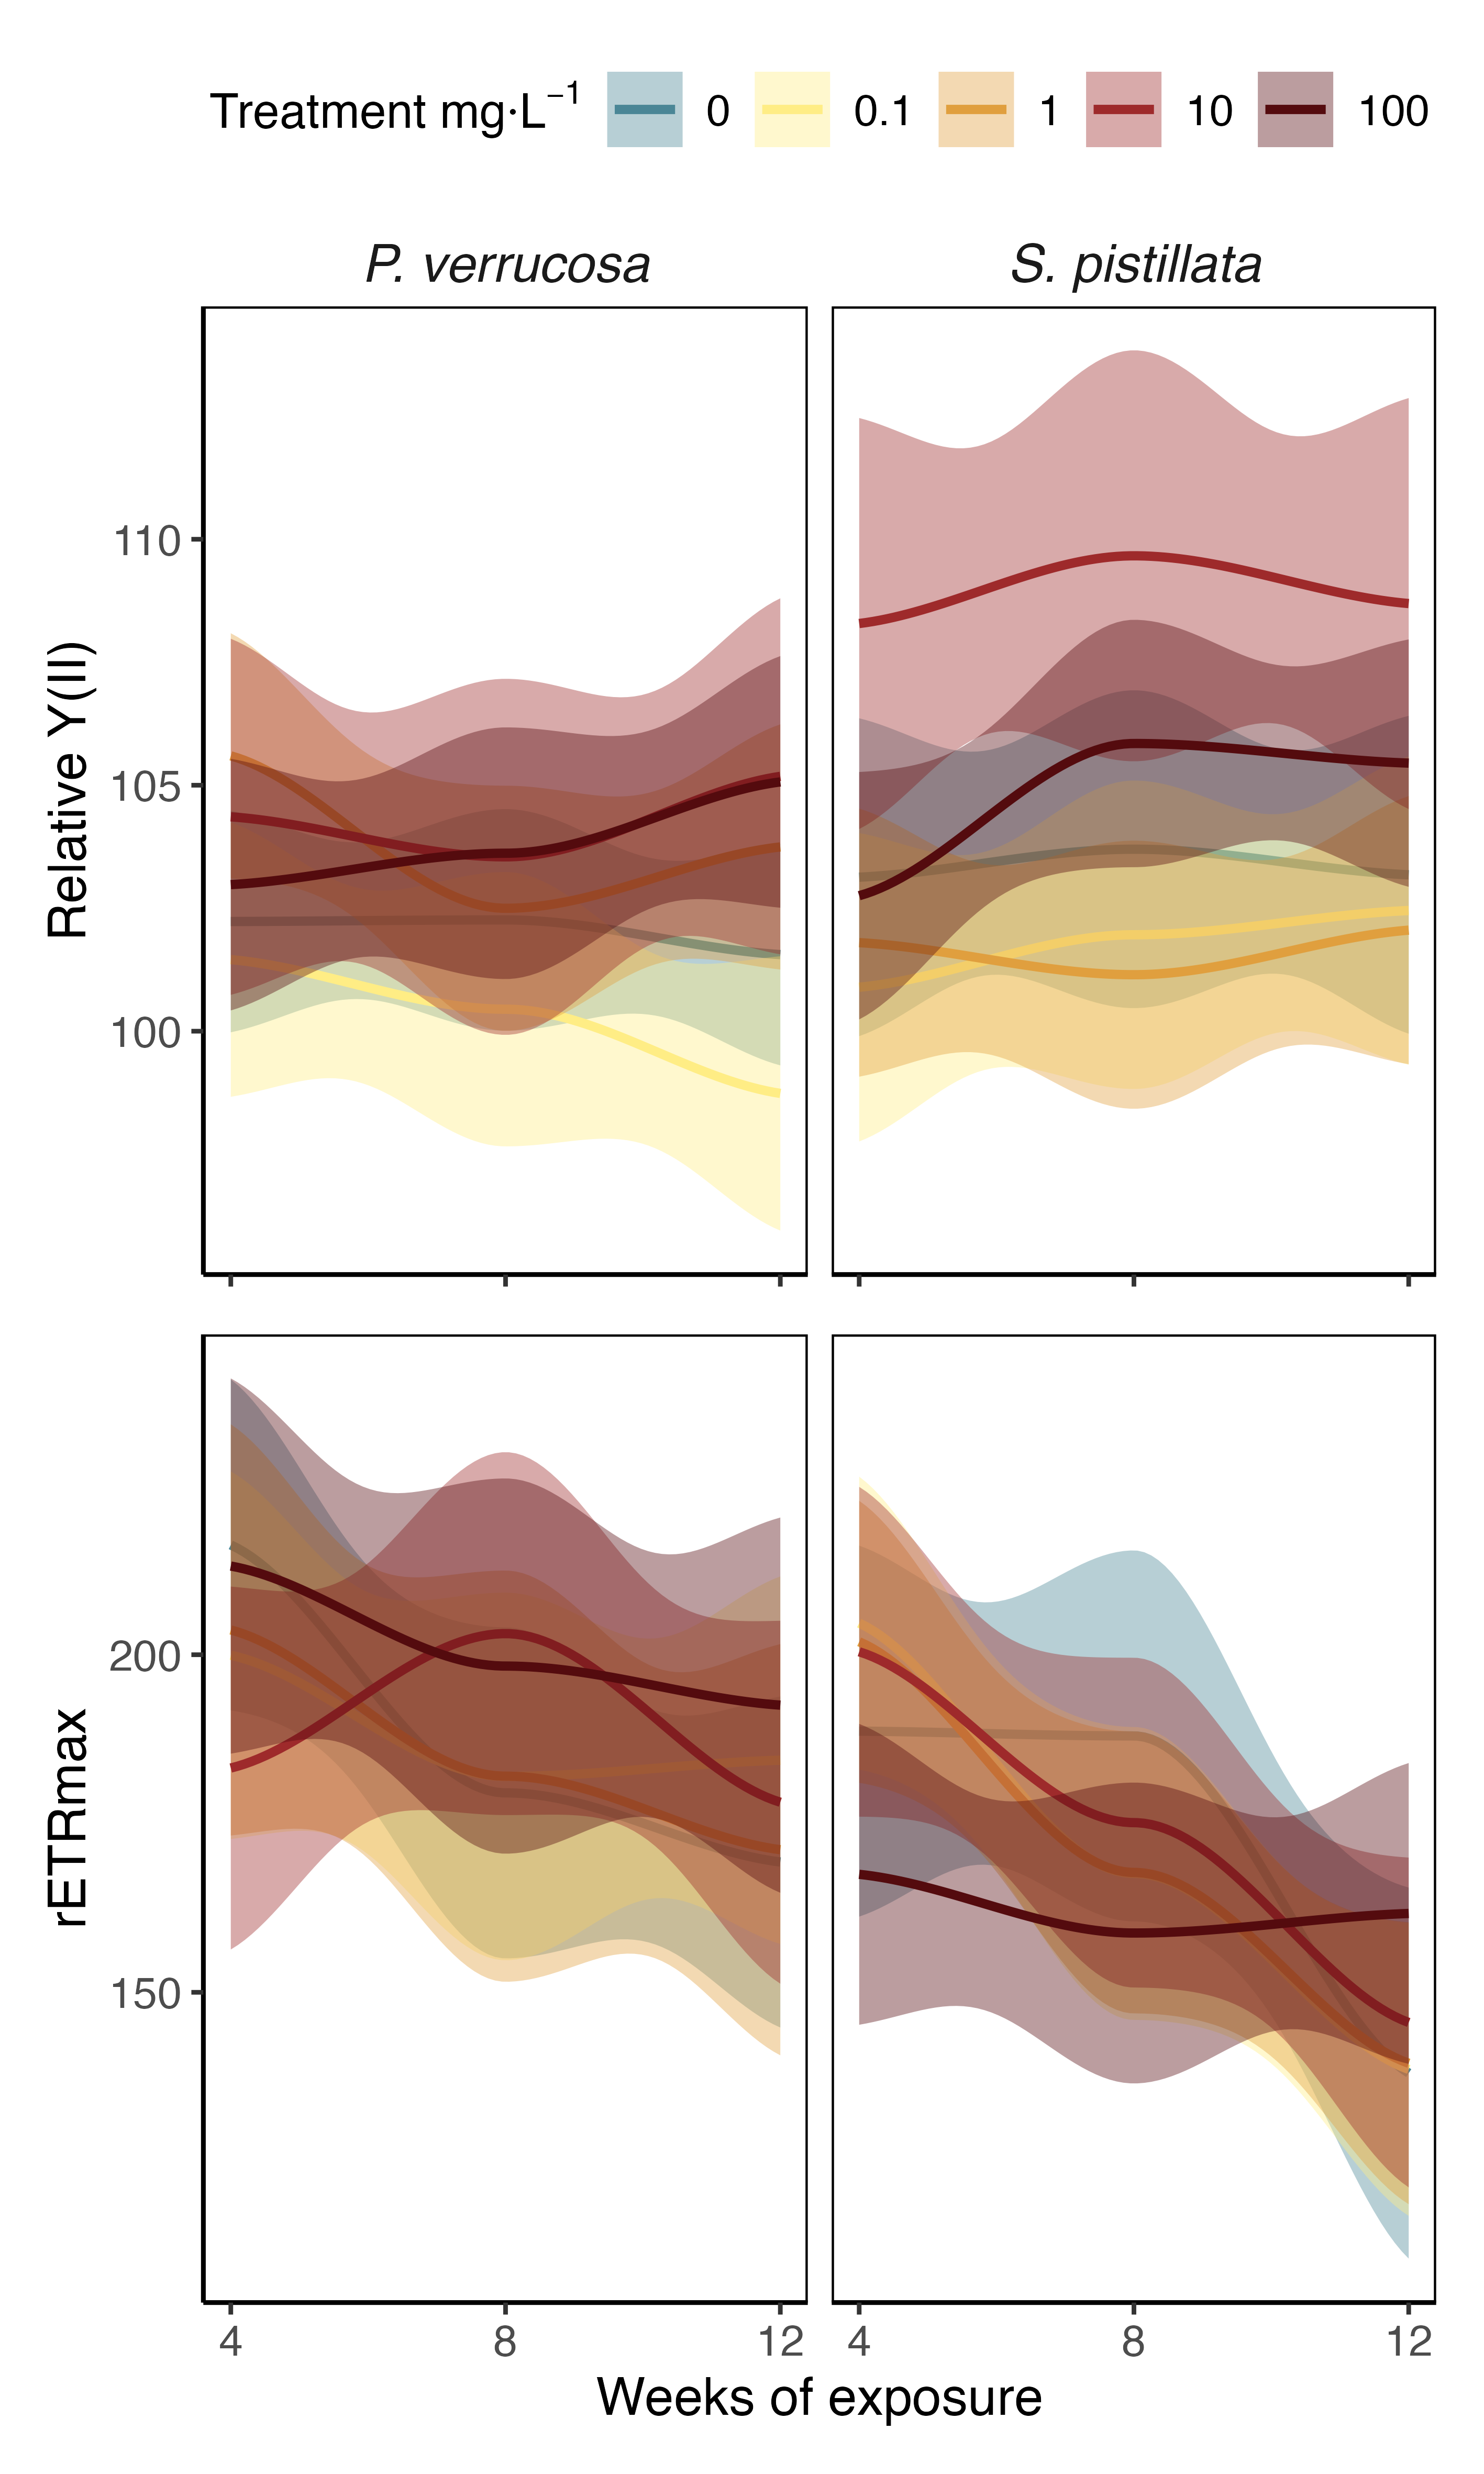 Treatment mg·L⁻¹ 0 0.1 1 10 100
P. verrucosa S. pistillata
Relative Y(II)
110
105
100
rETRmax
200
150
4 8 12 4 8 12
Weeks of exposure